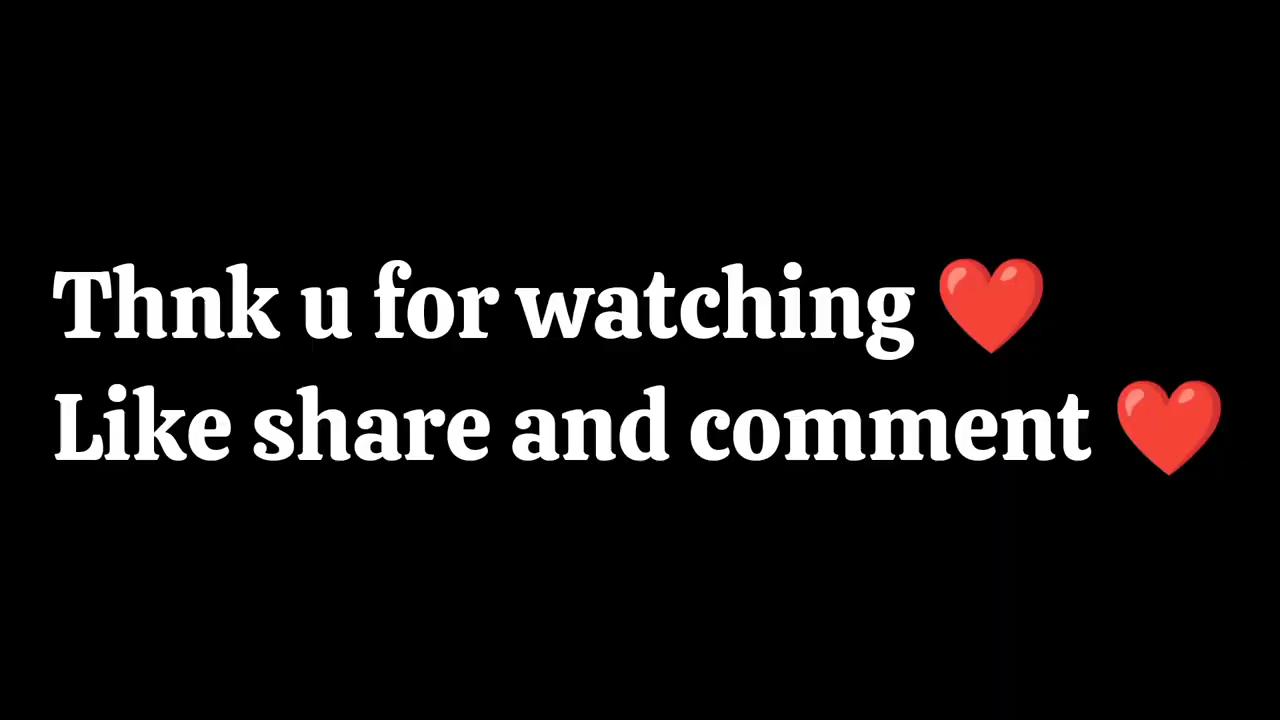 Thnk u for watching ❤️
Like share and comment ❤️